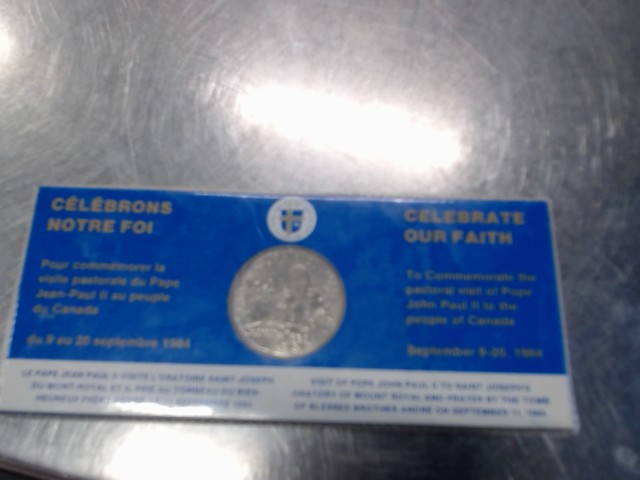 CÉLÉBRONS
NOTRE FOI
Pour commémorer la
visite pastorale du Pape
Jean-Paul II au peuple
du Canada
du 9 au 20 septembre 1984
CELEBRATE
OUR FAITH
To Commemorate the
pastoral visit of Pope
John Paul II to the
people of Canada
September 9-20, 1984
LE PAPE JEAN PAUL II VISITE L'ORATOIRE SAINT-JOSEPH
DU MONT-ROYAL ET IL PRIE AU TOMBEAU DU BIEN
HEUREUX FRÈRE
VISIT OF POPE JOHN PAUL II TO SAINT JOSEPH'S
ORATORY OF MOUNT ROYAL AND PRAYER BY THE TOMB
OF BLESSED BROTHER ANDRE ON SEPTEMBER 11, 1984